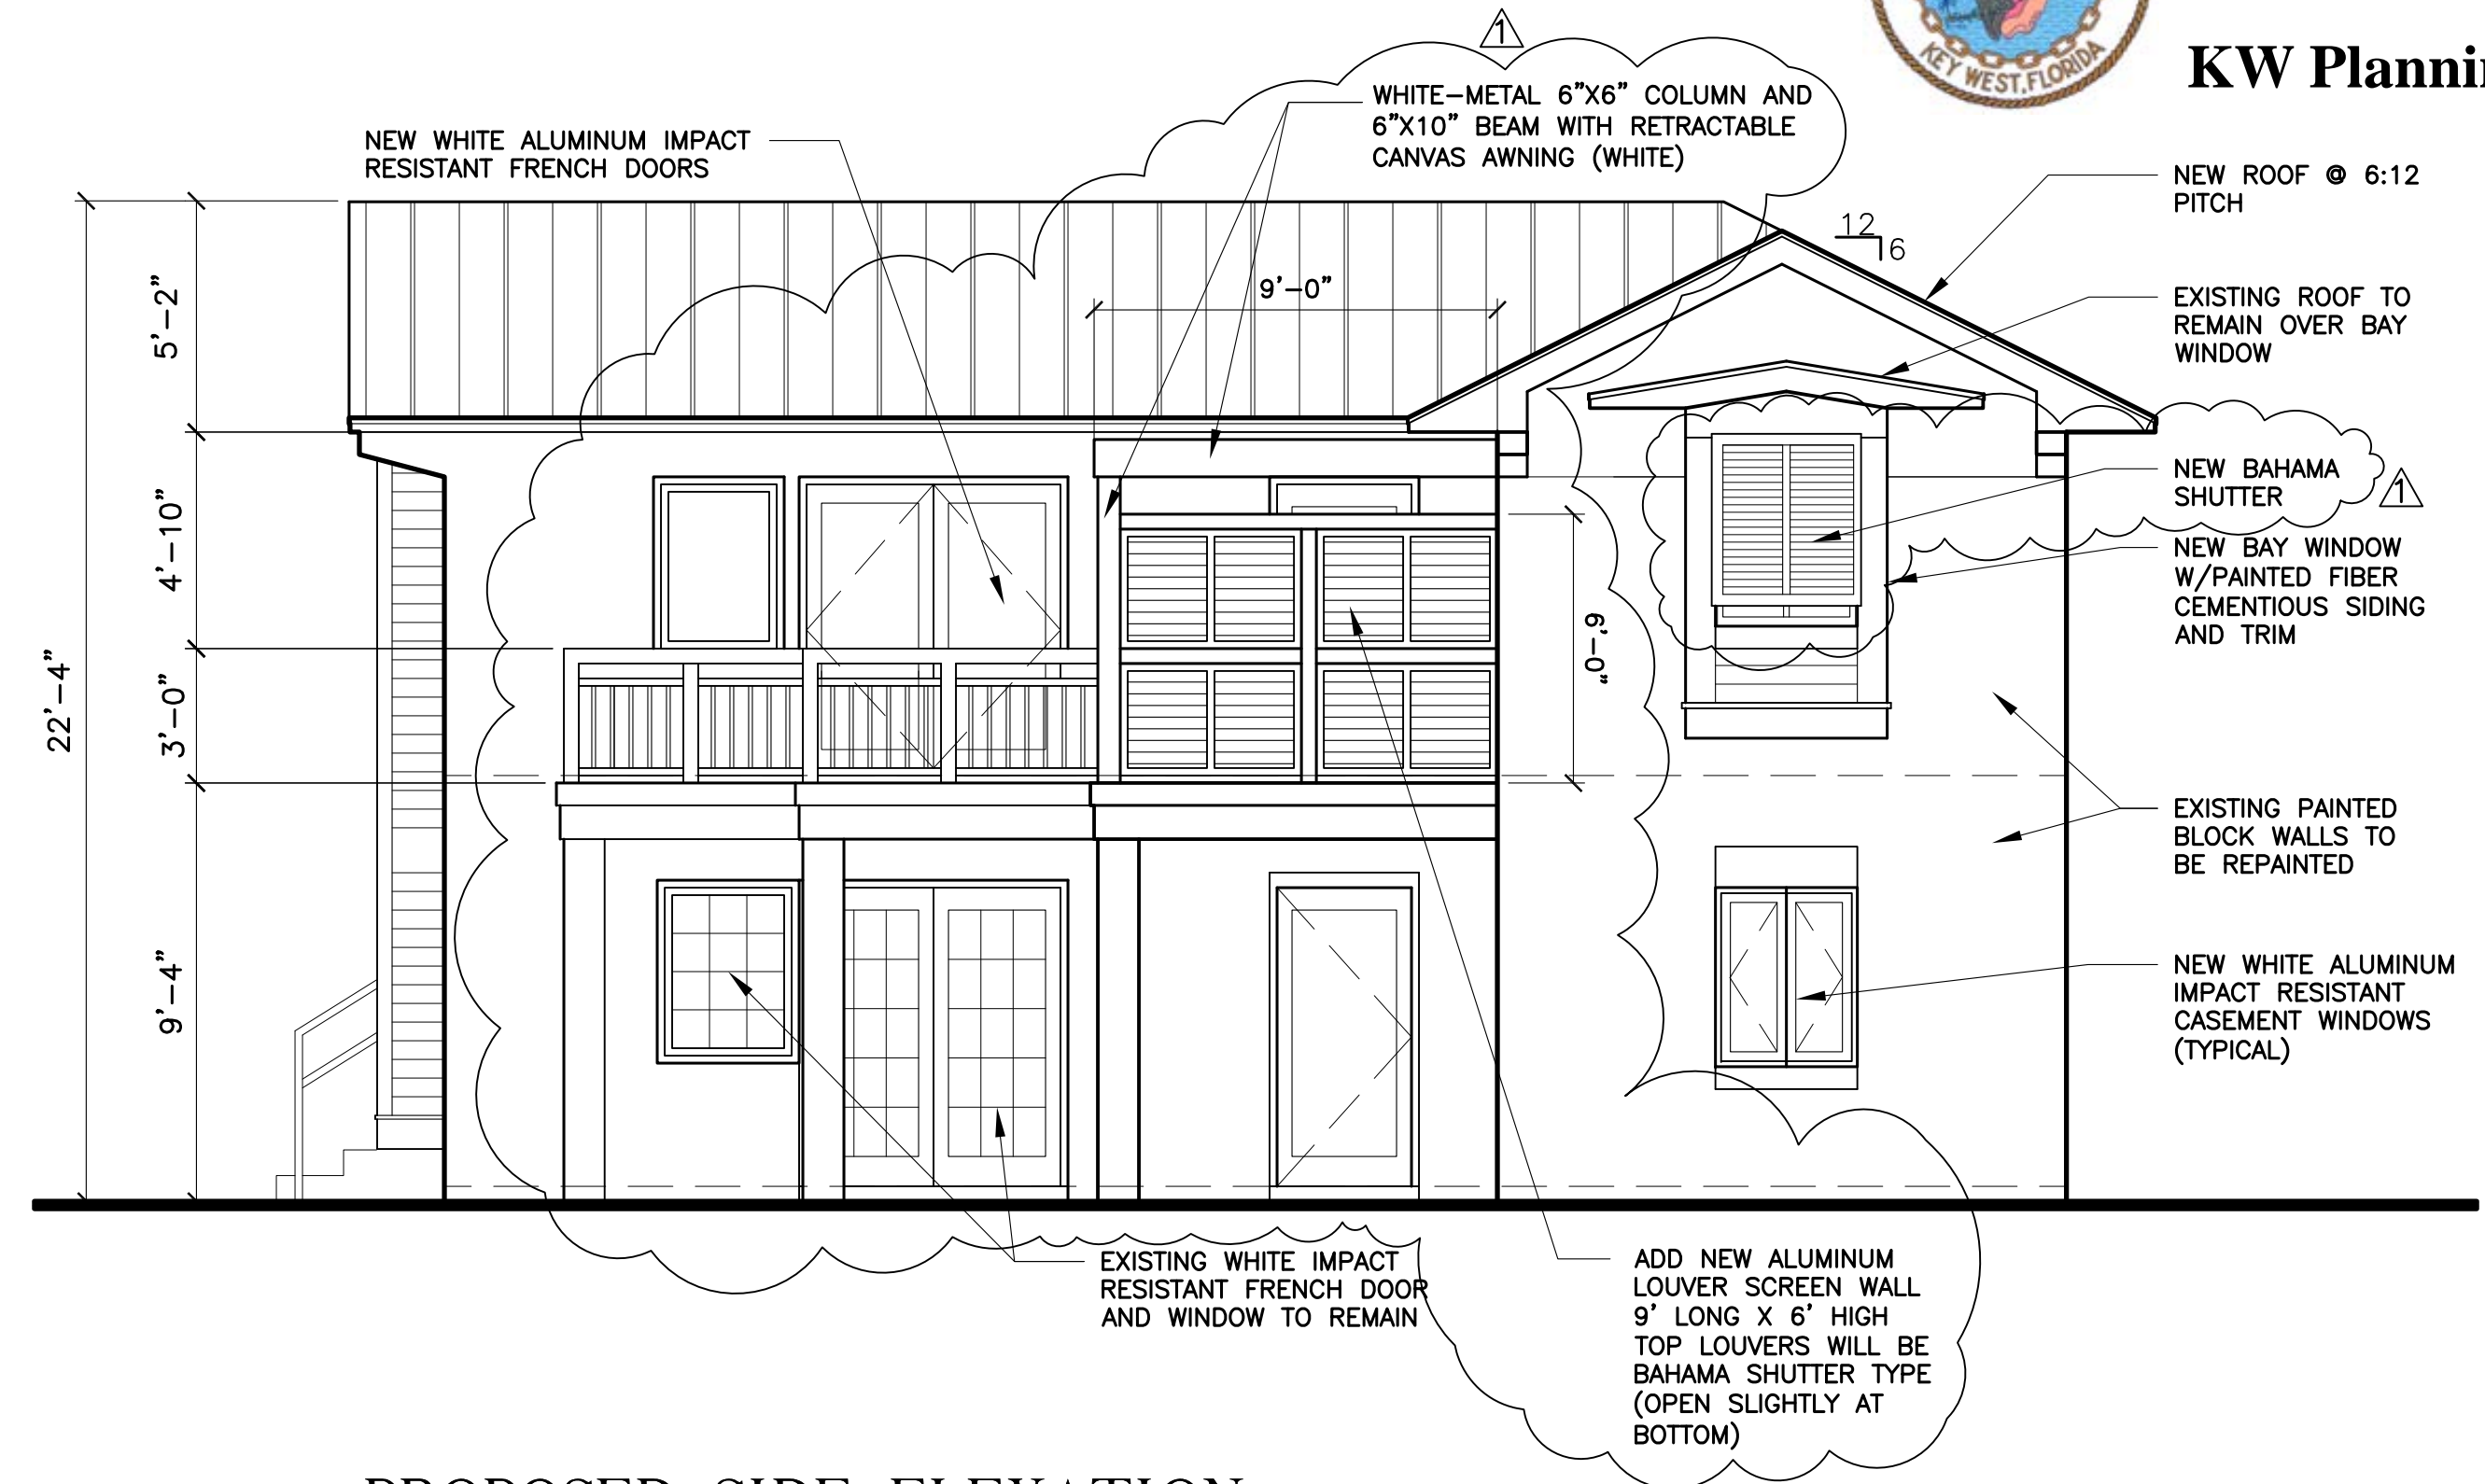 KEY WEST, FLORIDA
1
WHITE-METAL 6"X6" COLUMN AND
6"X10" BEAM WITH RETRACTABLE
CANVAS AWNING (WHITE)
NEW WHITE ALUMINUM IMPACT
RESISTANT FRENCH DOORS
NEW ROOF @ 6:12
PITCH
12
6
EXISTING ROOF TO
REMAIN OVER BAY
WINDOW
9'-0"
5'-2"
4'-10"
3'-0"
22'-4"
9'-4"
6'-0"
NEW BAHAMA
SHUTTER
1
NEW BAY WINDOW
W/PAINTED FIBER
CEMENTIOUS SIDING
AND TRIM
EXISTING PAINTED
BLOCK WALLS TO
BE REPAINTED
NEW WHITE ALUMINUM
IMPACT RESISTANT
CASEMENT WINDOWS
(TYPICAL)
EXISTING WHITE IMPACT
RESISTANT FRENCH DOOR
AND WINDOW TO REMAIN
ADD NEW ALUMINUM
LOUVER SCREEN WALL
9' LONG X 6' HIGH
TOP LOUVERS WILL BE
BAHAMA SHUTTER TYPE
(OPEN SLIGHTLY AT
BOTTOM)
KW
PROPOSED SIDE ELEVATION